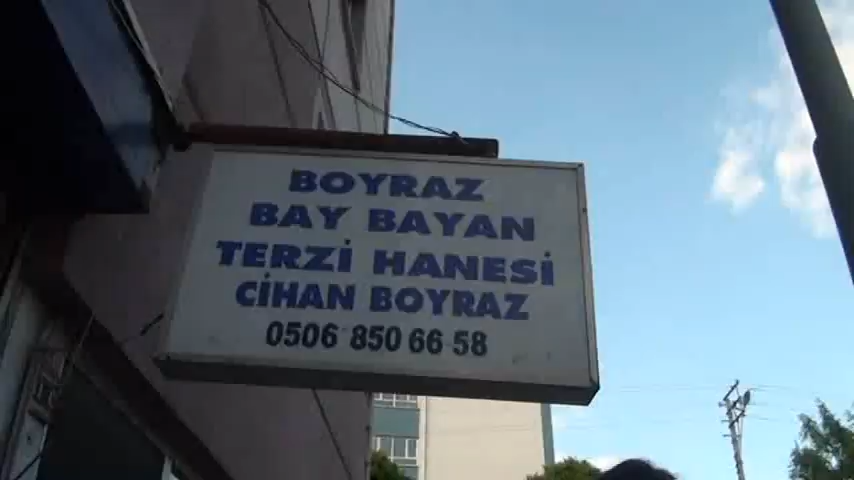 BOYRAZ
BAY BAYAN
TERZİ HANESİ
CİHAN BOYRAZ
0506 850 66 58